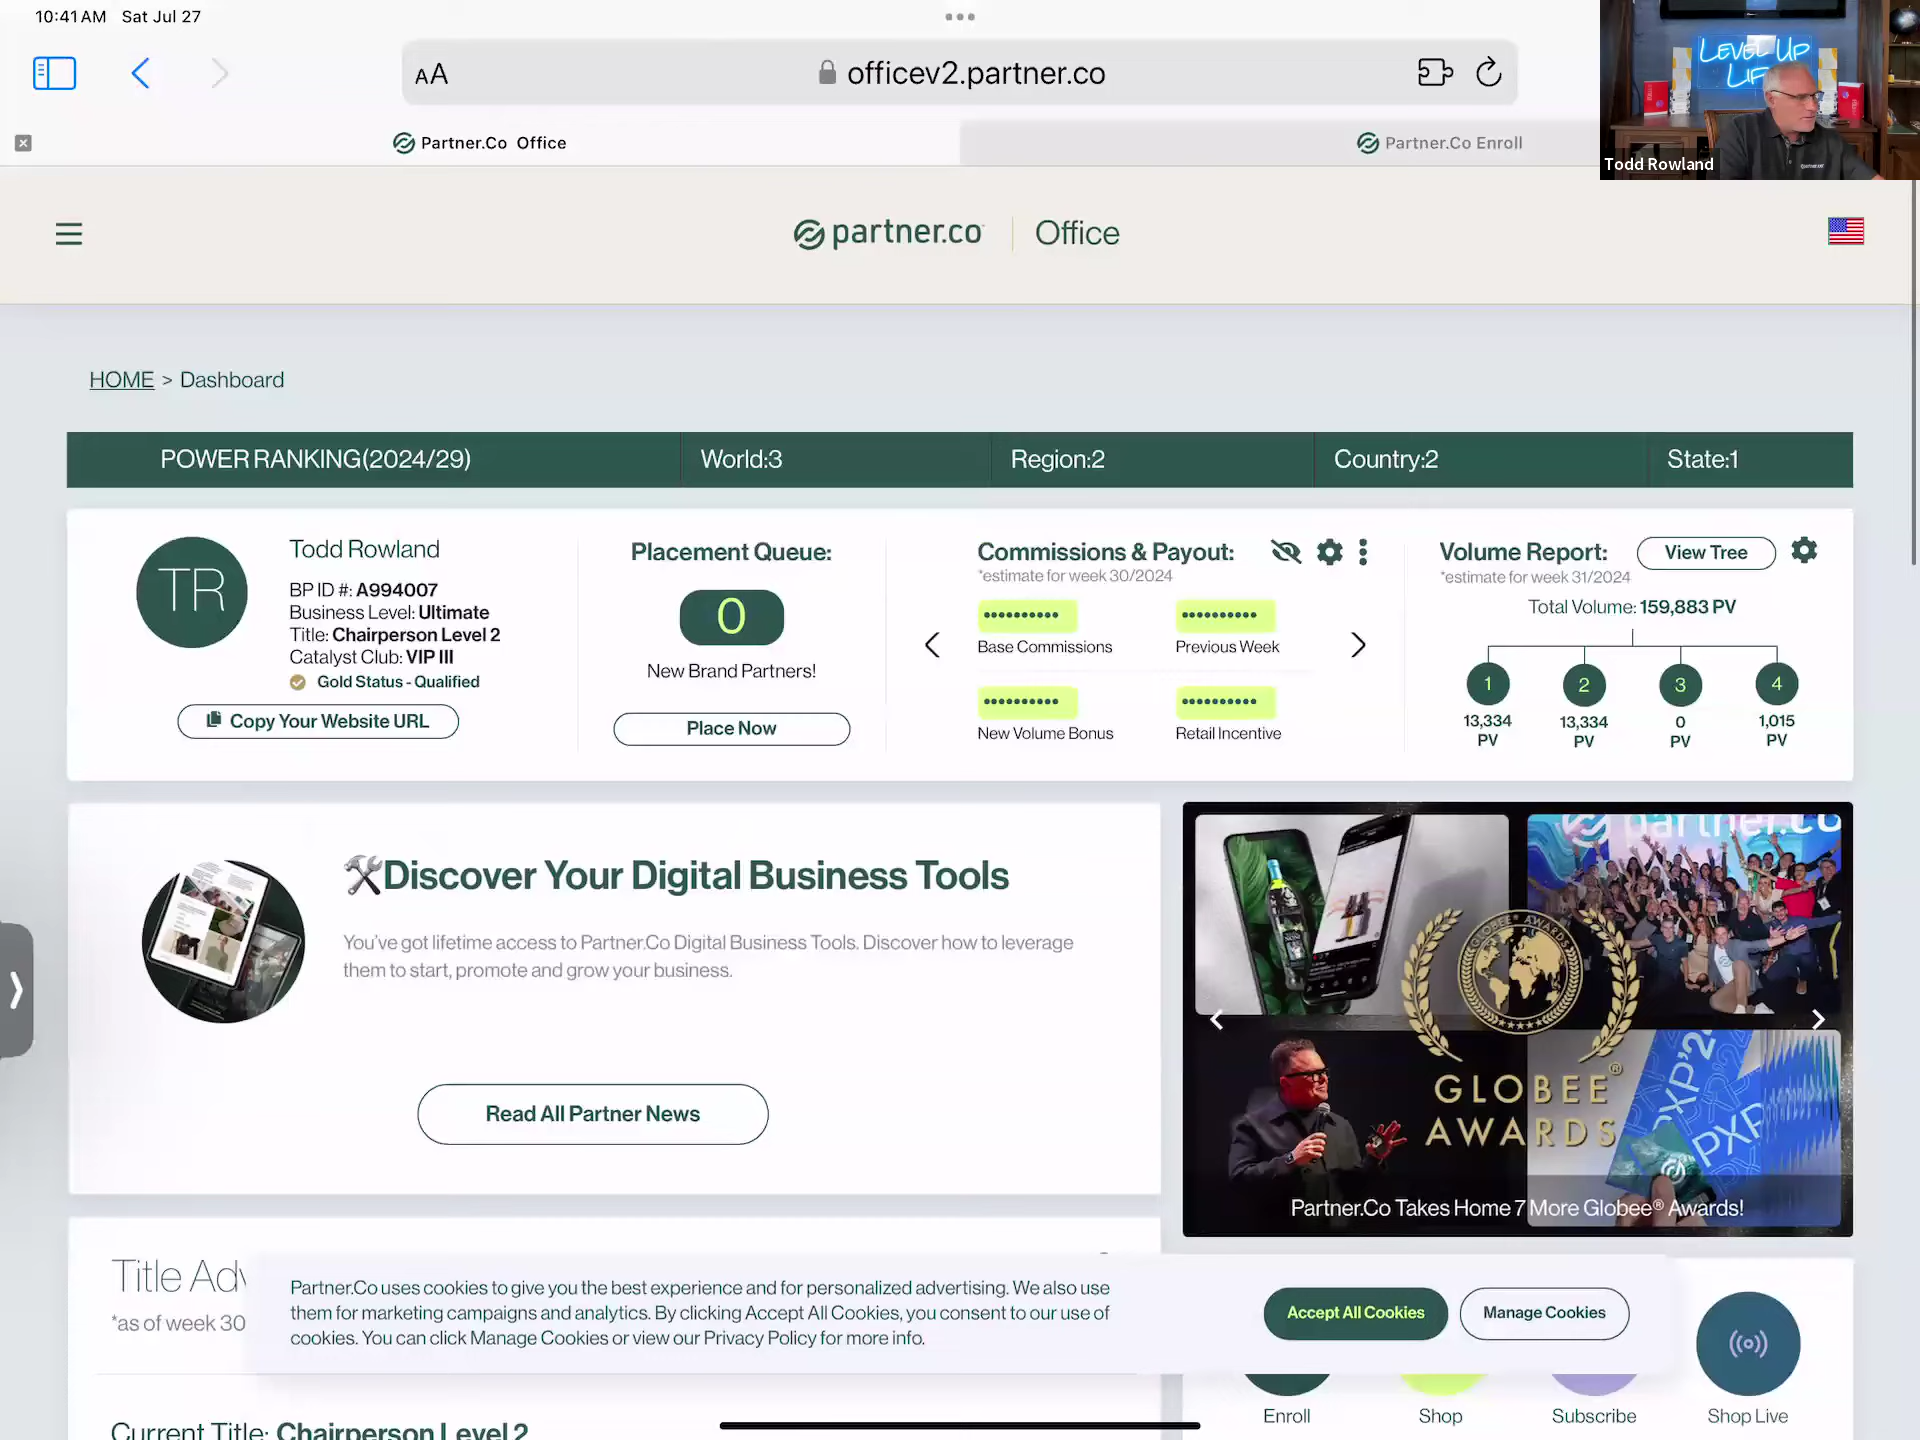 10:41 AM Sat Jul 27
AA
officev2.partner.co
Partner.Co Office
Partner.Co Enroll
LEVEL UP
Todd Rowland
partner.co
Office
HOME > Dashboard
POWER RANKING(2024/29)
World:3
Region:2
Country:2
State:1
TR
Todd Rowland
BP ID #: A994007
Business Level: Ultimate
Title: Chairperson Level 2
Catalyst Club: VIP III
Gold Status - Qualified
Copy Your Website URL
Placement Queue:
0
New Brand Partners!
Place Now
Commissions & Payout:
*estimate for week 30/2024
••••••••••
••••••••••
Base Commissions
Previous Week
••••••••••
••••••••••
New Volume Bonus
Retail Incentive
Volume Report:
View Tree
*estimate for week 31/2024
Total Volume: 159,883 PV
1
2
3
4
13,334 PV
13,334 PV
0 PV
1,015 PV
Discover Your Digital Business Tools
You've got lifetime access to Partner.Co Digital Business Tools. Discover how to leverage
them to start, promote and grow your business.
Read All Partner News
partner.co
GLOBEE® AWARDS
GLOBEE®
AWARDS
PXP'2
PXP
Partner.Co Takes Home 7 More Globee® Awards!
Title
*as of week 30
Partner.Co uses cookies to give you the best experience and for personalized advertising. We also use
them for marketing campaigns and analytics. By clicking Accept All Cookies, you consent to our use of
cookies. You can click Manage Cookies or view our Privacy Policy for more info.
Accept All Cookies
Manage Cookies
Current Title: Chairperson Level 2
Enroll
Shop
Subscribe
Shop Live